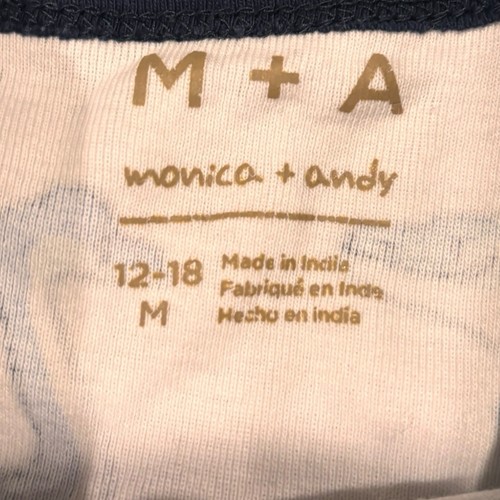 M + A
monica + andy
12-18 M
Made in India
Fabriqué en Inde
Hecho en india